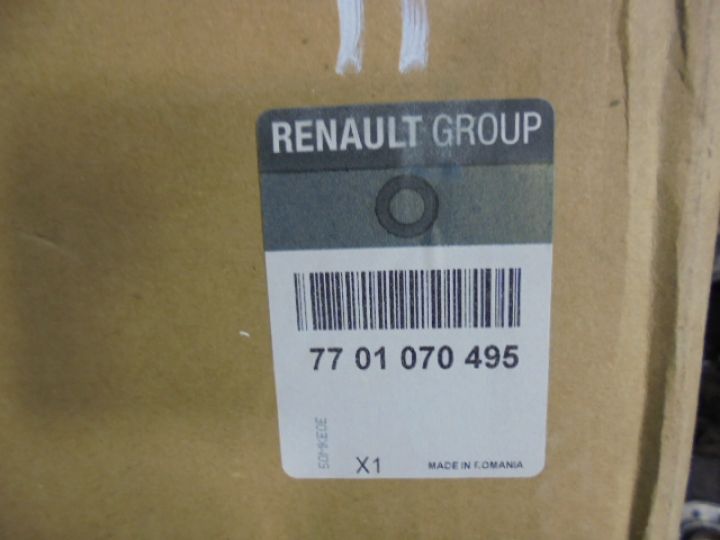 RENAULT GROUP
77 01 070 495
X1
MADE IN ROMANIA